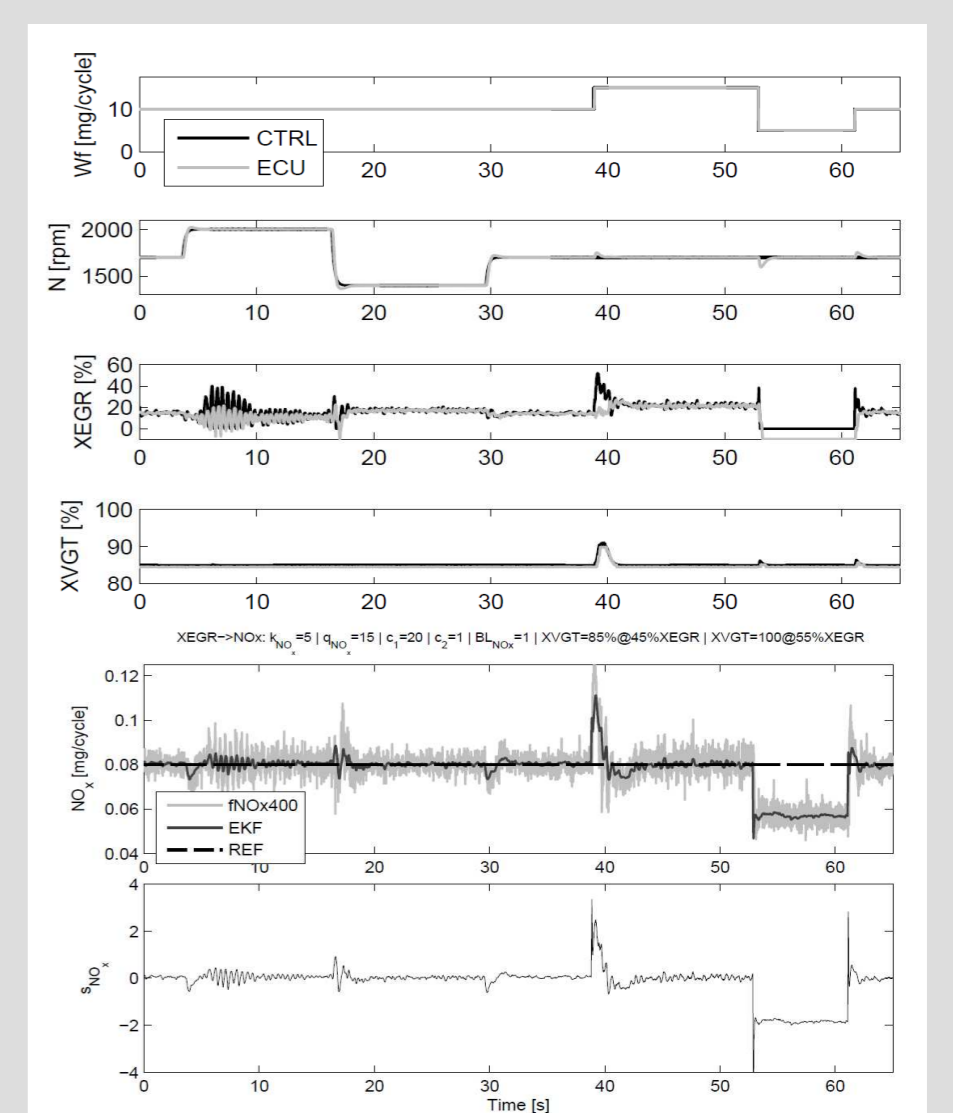 Wf [mg/cycle]
10
0
CTRL
ECU
0 10 20 30 40 50 60
N [rpm]
2000
1500
0 10 20 30 40 50 60
XEGR [%]
60
40
20
0
0 10 20 30 40 50 60
XVGT [%]
100
90
80
0 10 20 30 40 50 60
XEGR->NOx: kNOx=5 | qNOx=15 | c1=20 | c2=1 | BLNOx=1 | XVGT=85%@45%XEGR | XVGT=100@55%XEGR
NOx [mg/cycle]
0.12
0.1
0.08
0.06
0.04
fNOx400
EKF
REF
0 10 20 30 40 50 60
sNOx
4
2
0
−2
−4
0 10 20 30 40 50 60
Time [s]